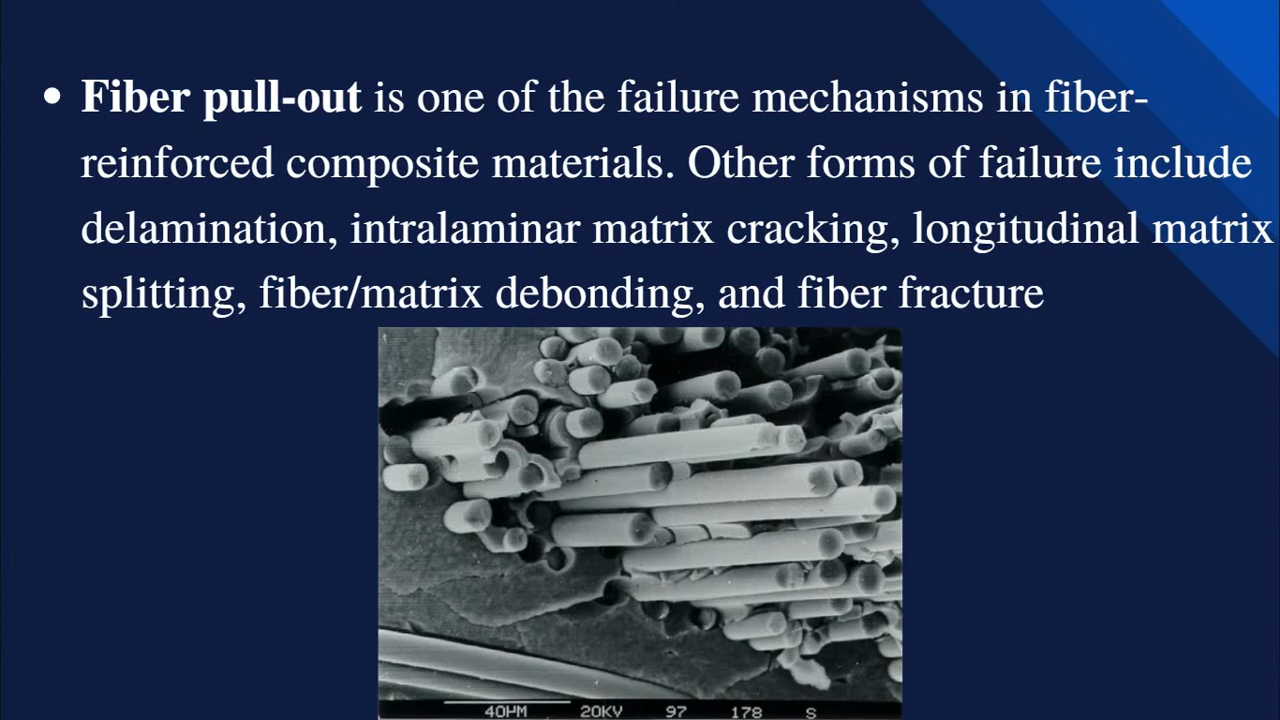 • Fiber pull-out is one of the failure mechanisms in fiber-
reinforced composite materials. Other forms of failure include
delamination, intralaminar matrix cracking, longitudinal matrix
splitting, fiber/matrix debonding, and fiber fracture
40µM 20KV 97 178 S